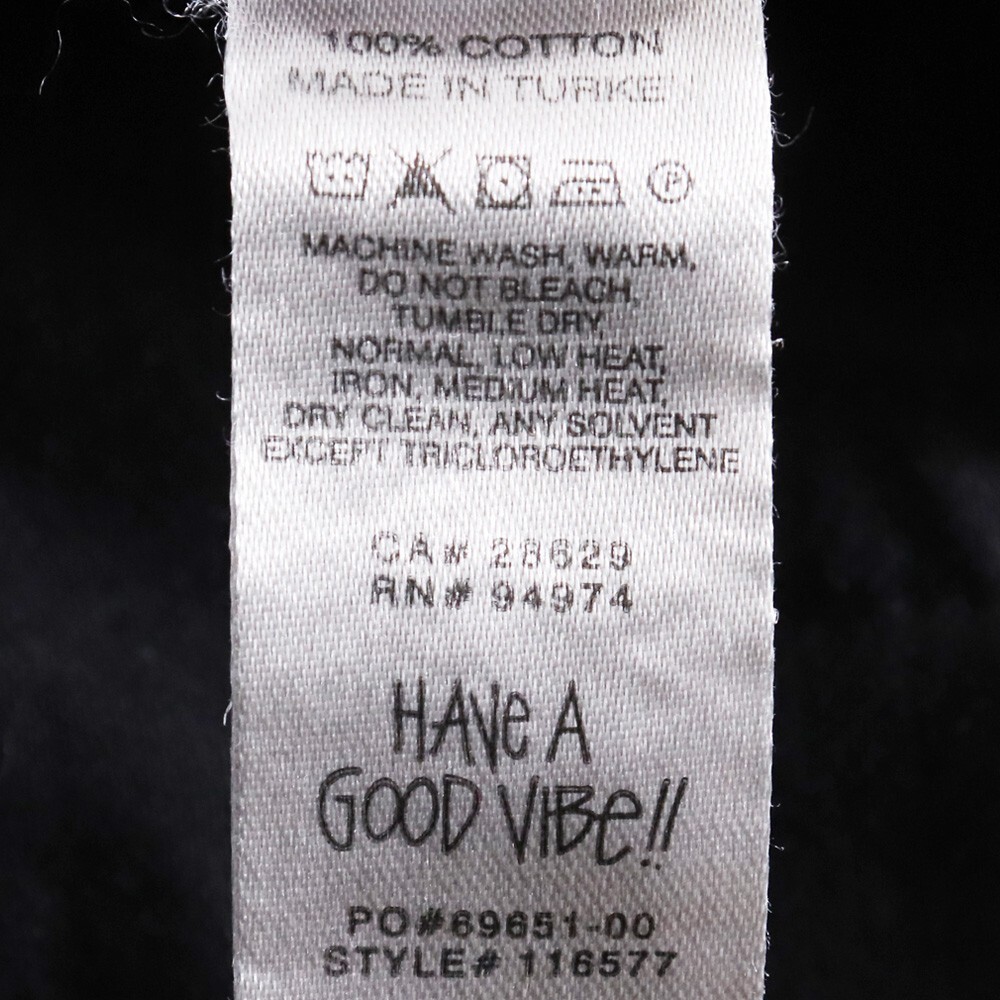 100% COTTON
MADE IN TURKEY
P
MACHINE WASH, WARM,
DO NOT BLEACH,
TUMBLE DRY,
NORMAL, LOW HEAT,
IRON, MEDIUM HEAT,
DRY CLEAN, ANY SOLVENT
EXCEPT TRICLOROETHYLENE
CA# 28629
RN# 94974
HAVe A
GOOD VIBe!!
PO#69651-00
STYLE# 116577